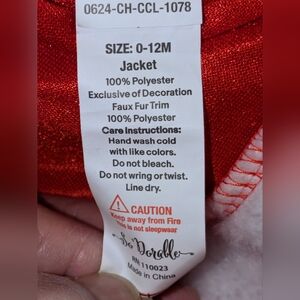 0624-CH-CCL-1078
SIZE: 0-12M
Jacket
100% Polyester
Exclusive of Decoration
Faux Fur Trim
100% Polyester
Care Instructions:
Hand wash cold
with like colors.
Do not bleach.
Do not wring or twist.
Line dry.
CAUTION
Keep away from Fire
This is not sleepwear
So Dorable
RN 110023
Made in China